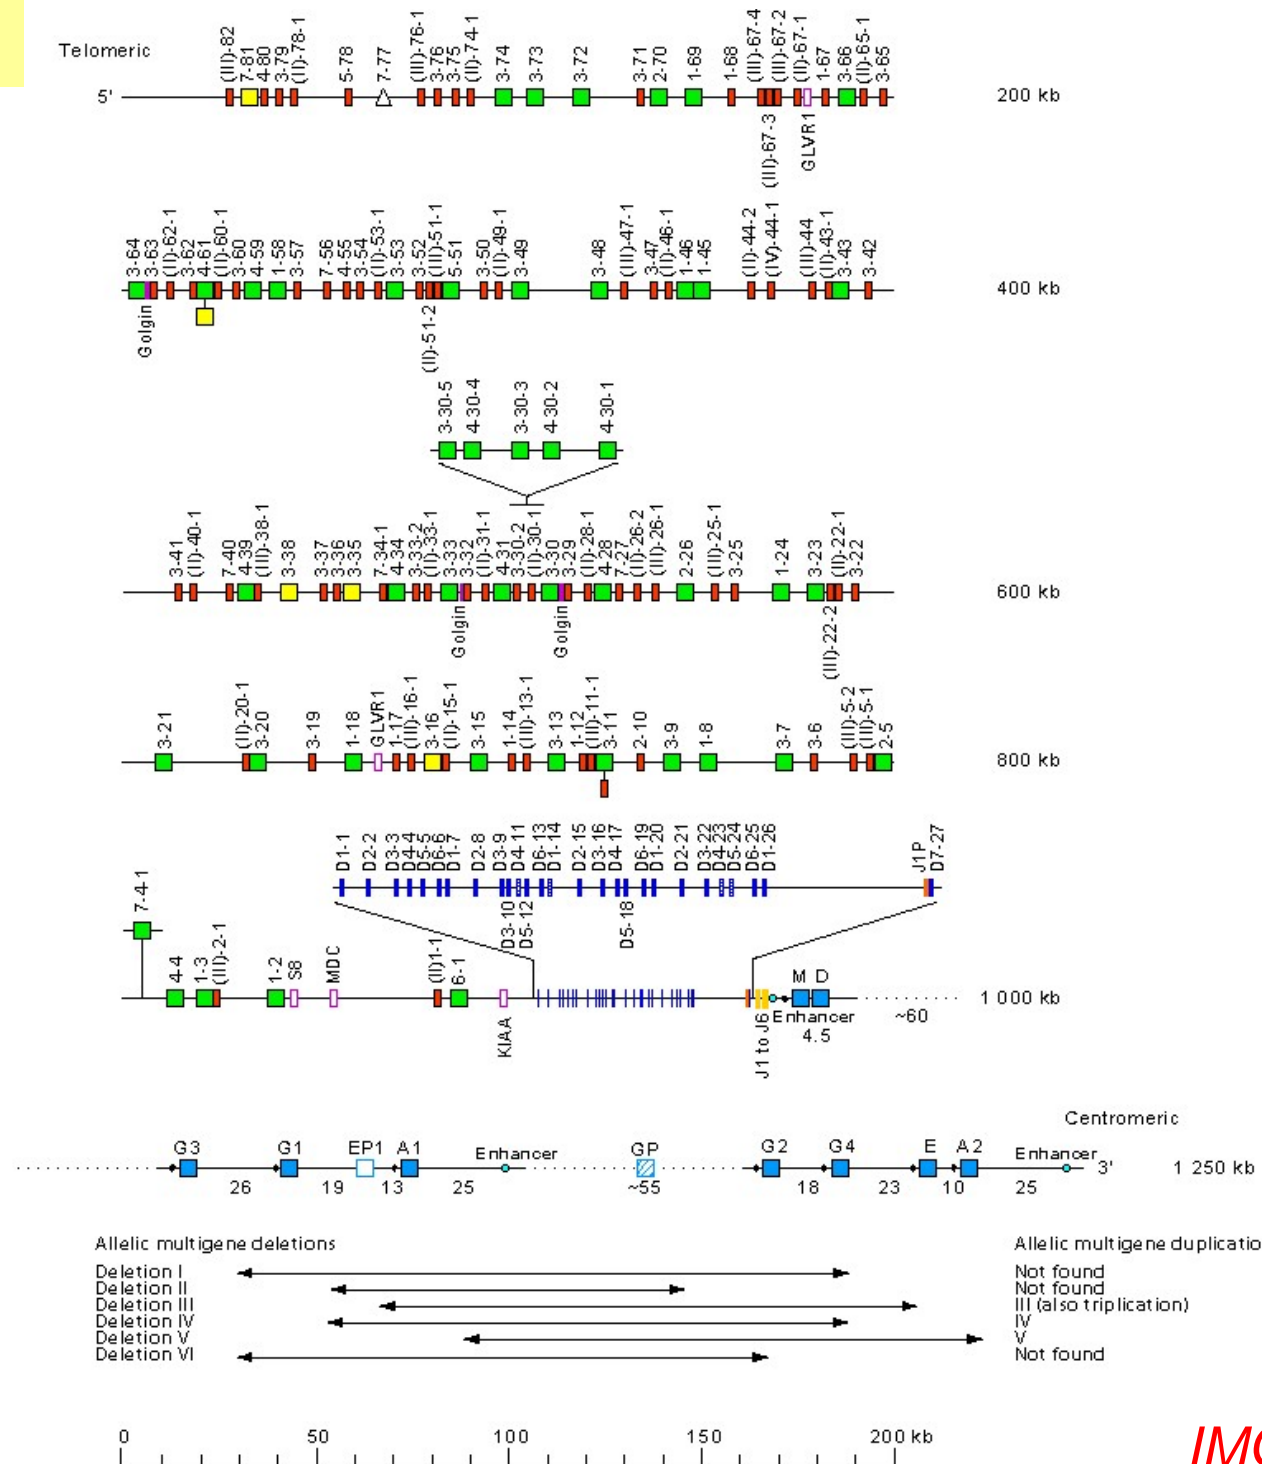 Telomeric
(III)-82 7-81 4-80 3-79 (II)-78-1 5-78 7-77 (III)-76-1 3-76 3-75 (II)-74-1 3-74 3-73 3-72 3-71 2-70 1-69 1-68 (III)-67-4 (III)-67-2 (II)-67-1 1-67 3-66 (II)-65-1 3-65
5' 200 kb
(III)-67-3 GLVR1
3-64 3-63 (II)-62-1 3-62 4-61 (II)-60-1 3-60 4-59 1-58 3-57 7-56 4-55 3-54 (II)-53-1 3-53 3-52 (III)-51-1 5-51 3-50 (II)-49-1 3-49 3-48 (III)-47-1 3-47 (II)-46-1 1-46 1-45 (II)-44-2 (IV)-44-1 (III)-44 (II)-43-1 3-43 3-42
400 kb
Golgin (II)-51-2
3-30-5 4-30-4 3-30-3 4-30-2 4-30-1
3-41 (II)-40-1 7-40 4-39 (III)-38-1 3-38 3-37 3-36 3-35 7-34-1 4-34 3-33-2 (II)-33-1 3-33 3-32 (II)-31-1 4-31 3-30-2 (II)-30-1 3-30 3-29 (II)-28-1 4-28 7-27 (II)-26-2 (II)-26-1 2-26 (III)-25-1 3-25 1-24 3-23 (II)-22-1 3-22
600 kb
Golgin Golgin (III)-22-2
3-21 (II)-20-1 3-20 3-19 1-18 GLVR1 1-17 (III)-16-1 3-16 (II)-15-1 3-15 1-14 (III)-13-1 3-13 1-12 (III)-11-1 3-11 2-10 3-9 1-8 3-7 3-6 (III)-5-2 (III)-5-1 2-5
800 kb
D1-1 D2-2 D3-3 D4-4 D5-5 D6-6 D1-7 D2-8 D3-9 D4-11 D6-13 D1-14 D2-15 D3-16 D4-17 D6-19 D1-20 D2-21 D3-22 D4-23 D5-24 D6-25 D1-26 J1P D7-27
D3-10 D5-12 D5-18
7-4-1
4-4 1-3 (III)-2-1 1-2 S8 MDC (II)1-1 6-1 M D
1 000 kb
KIAA J1 to J6 Enhancer ~60
4.5
Centromeric
G3 G1 EP1 A1 Enhancer GP G2 G4 E A2 Enhancer
3' 1 250 kb
26 19 13 25 ~55 18 23 10 25
Allelic multigene deletions Allelic multigene duplicatio
Deletion I Not found
Deletion II Not found
Deletion III III (also triplication)
Deletion IV IV
Deletion V V
Deletion VI Not found
0 50 100 150 200 kb